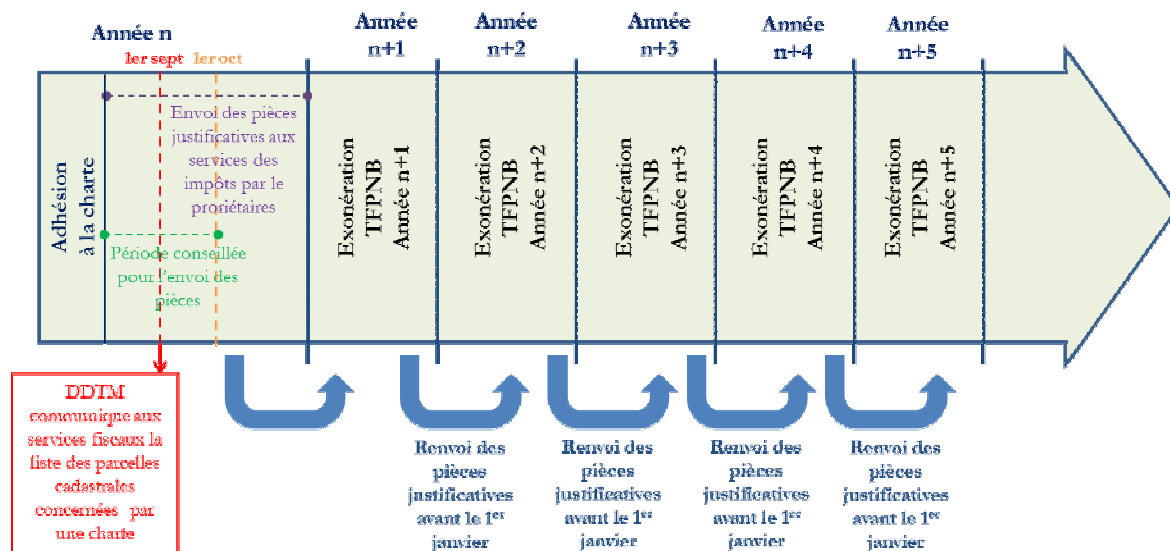 Année n
1er sept
1er oct
Année
n+1
Année
n+2
Année
n+3
Année
n+4
Année
n+5
Adhésion
à la charte
Envoi des pièces
justificatives aux
services des
impôts par le
proriétaires
Période conseillée
pour l'envoi des
pièces
Exonération
TFPNB
Année n+1
Exonération
TFPNB
Année n+2
Exonération
TFPNB
Année n+3
Exonération
TFPNB
Année n+4
Exonération
TFPNB
Année n+5
DDTM
communique aux
services fiscaux la
liste des parcelles
cadastrales
concernées par
une charte
Renvoi des
pièces
justificatives
avant le 1er
janvier
Renvoi des
pièces
justificatives
avant le 1er
janvier
Renvoi des
pièces
justificatives
avant le 1er
janvier
Renvoi des
pièces
justificatives
avant le 1er
janvier